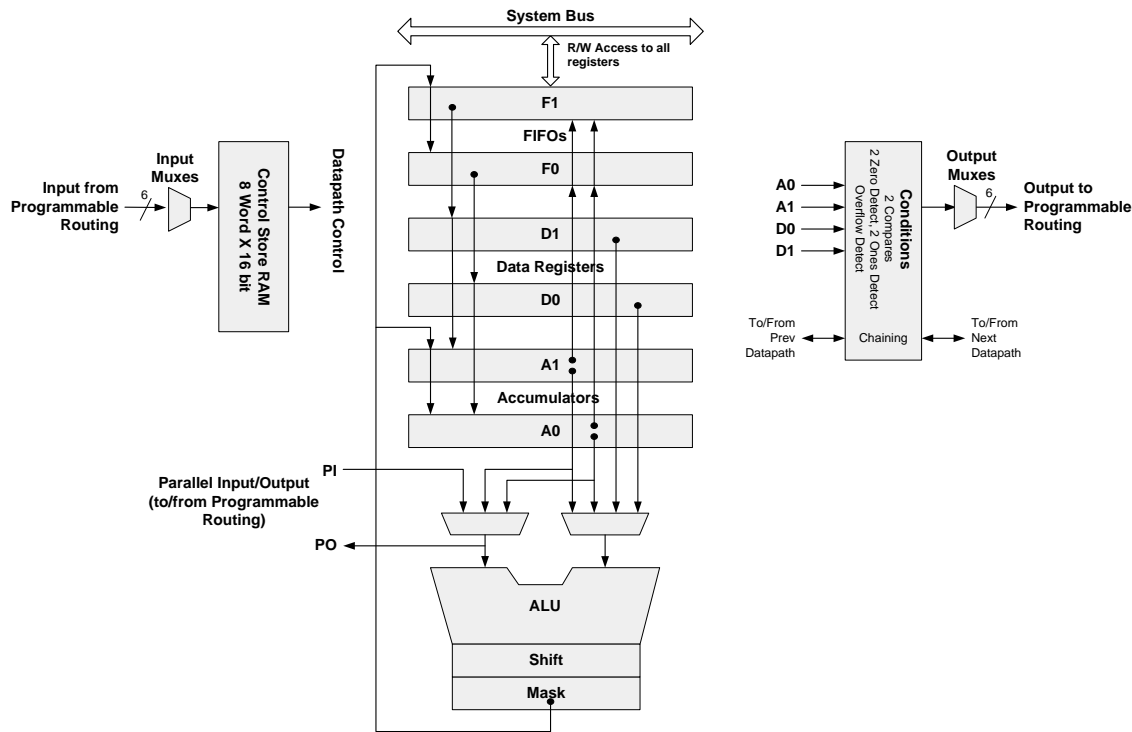 System Bus
R/W Access to all
registers
F1
FIFOs
F0
D1
Data Registers
D0
A1
Accumulators
A0
Input from
Programmable
Routing
6
Input
Muxes
Control Store RAM
8 Word X 16 bit
Datapath Control
A0
A1
D0
D1
Conditions
2 Compares
2 Zero Detect, 2 Ones Detect
Overflow Detect
Chaining
Output
Muxes
6
Output to
Programmable
Routing
To/From
Prev
Datapath
To/From
Next
Datapath
PI
Parallel Input/Output
(to/from Programmable
Routing)
PO
ALU
Shift
Mask